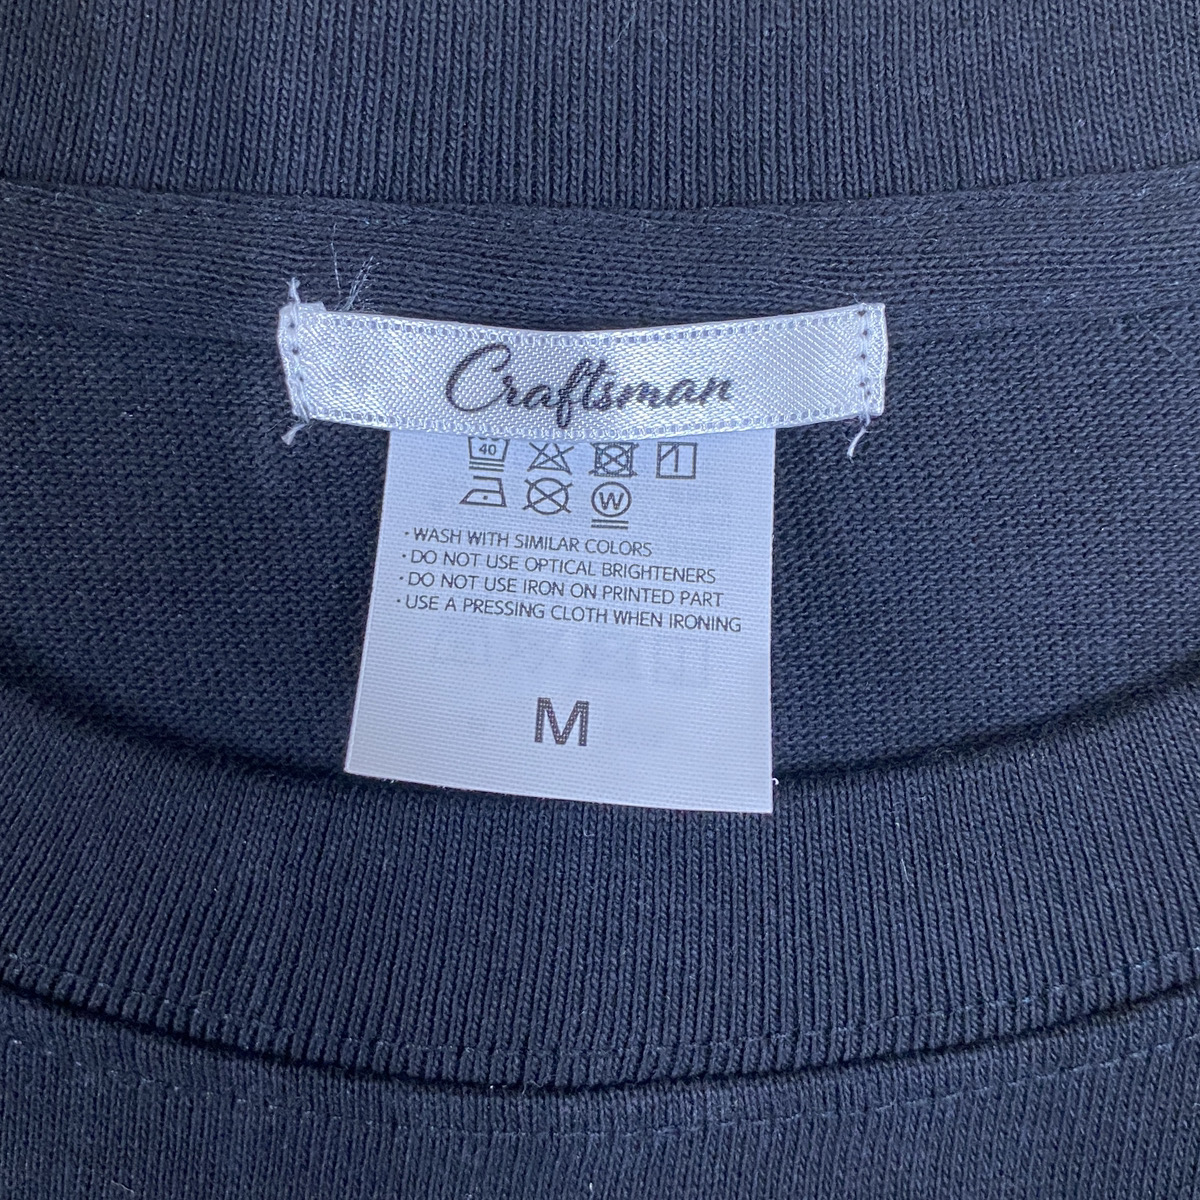 Craftsman
40
W
・WASH WITH SIMILAR COLORS
・DO NOT USE OPTICAL BRIGHTENERS
・DO NOT USE IRON ON PRINTED PART
・USE A PRESSING CLOTH WHEN IRONING
M